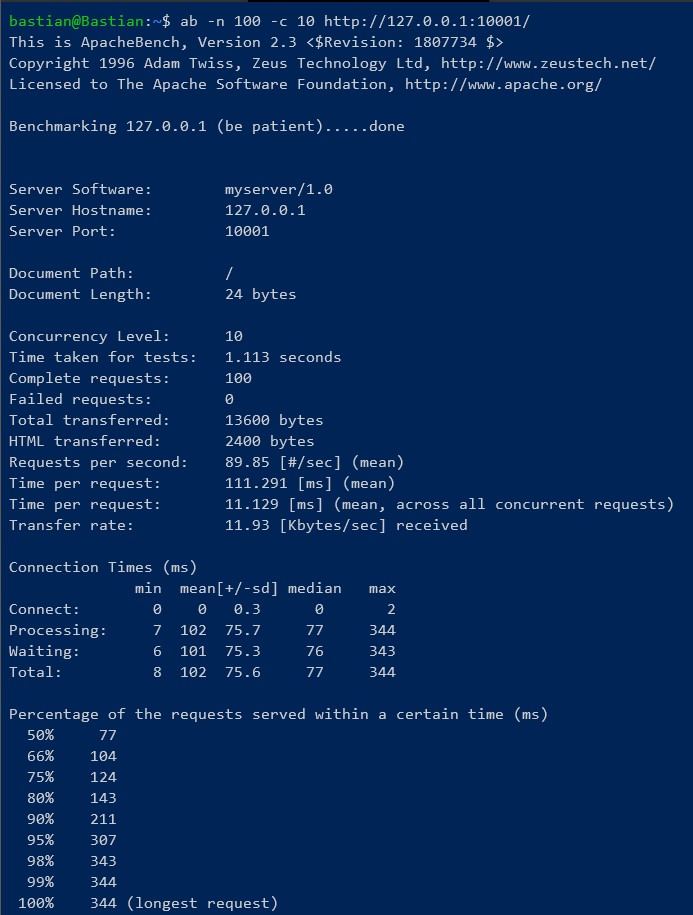 bastian@Bastian:~$ ab -n 100 -c 10 http://127.0.0.1:10001/
This is ApacheBench, Version 2.3 <$Revision: 1807734 $>
Copyright 1996 Adam Twiss, Zeus Technology Ltd, http://www.zeustech.net/
Licensed to The Apache Software Foundation, http://www.apache.org/

Benchmarking 127.0.0.1 (be patient).....done


Server Software:        myserver/1.0
Server Hostname:        127.0.0.1
Server Port:            10001

Document Path:          /
Document Length:        24 bytes

Concurrency Level:      10
Time taken for tests:   1.113 seconds
Complete requests:      100
Failed requests:        0
Total transferred:      13600 bytes
HTML transferred:       2400 bytes
Requests per second:    89.85 [#/sec] (mean)
Time per request:       111.291 [ms] (mean)
Time per request:       11.129 [ms] (mean, across all concurrent requests)
Transfer rate:          11.93 [Kbytes/sec] received

Connection Times (ms)
              min  mean[+/-sd] median   max
Connect:        0    0   0.3      0       2
Processing:     7  102  75.7     77     344
Waiting:        6  101  75.3     76     343
Total:          8  102  75.6     77     344

Percentage of the requests served within a certain time (ms)
  50%     77
  66%    104
  75%    124
  80%    143
  90%    211
  95%    307
  98%    343
  99%    344
 100%    344 (longest request)